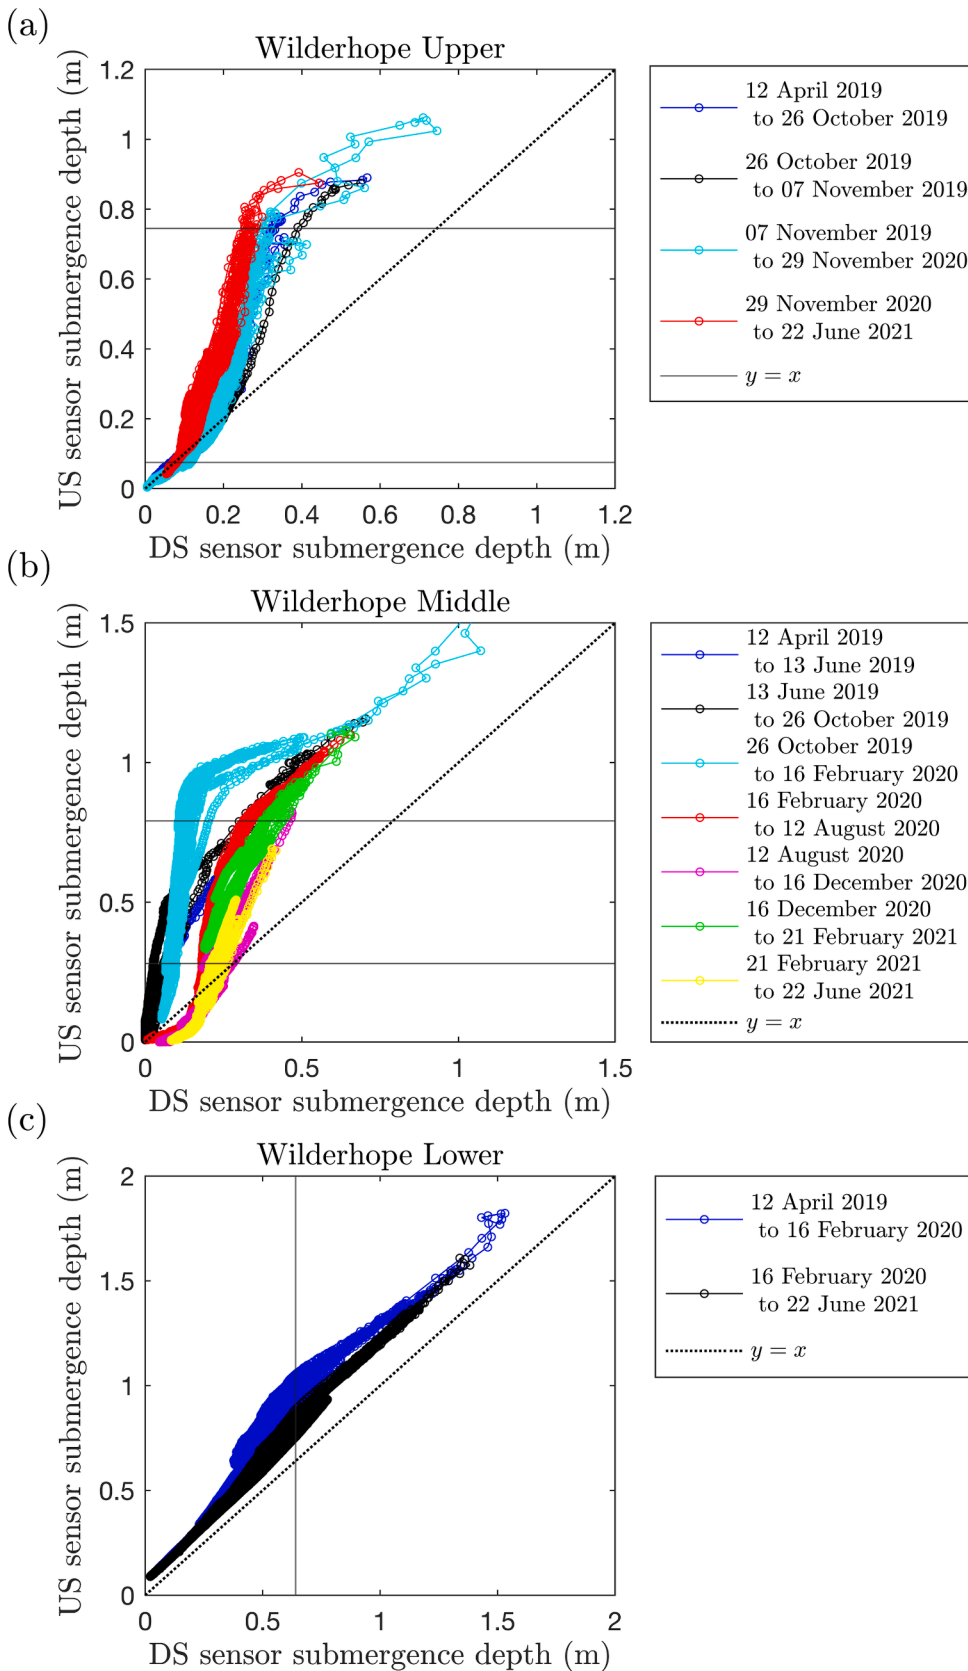 (a)
Wilderhope Upper
US sensor submergence depth (m)
1.2
1
0.8
0.6
0.4
0.2
0
0 0.2 0.4 0.6 0.8 1 1.2
DS sensor submergence depth (m)
12 April 2019
to 26 October 2019
26 October 2019
to 07 November 2019
07 November 2019
to 29 November 2020
29 November 2020
to 22 June 2021
y = x
(b)
Wilderhope Middle
US sensor submergence depth (m)
1.5
1
0.5
0
0 0.5 1 1.5
DS sensor submergence depth (m)
12 April 2019
to 13 June 2019
13 June 2019
to 26 October 2019
26 October 2019
to 16 February 2020
16 February 2020
to 12 August 2020
12 August 2020
to 16 December 2020
16 December 2020
to 21 February 2021
21 February 2021
to 22 June 2021
y = x
(c)
Wilderhope Lower
US sensor submergence depth (m)
2
1.5
1
0.5
0
0 0.5 1 1.5 2
DS sensor submergence depth (m)
12 April 2019
to 16 February 2020
16 February 2020
to 22 June 2021
y = x